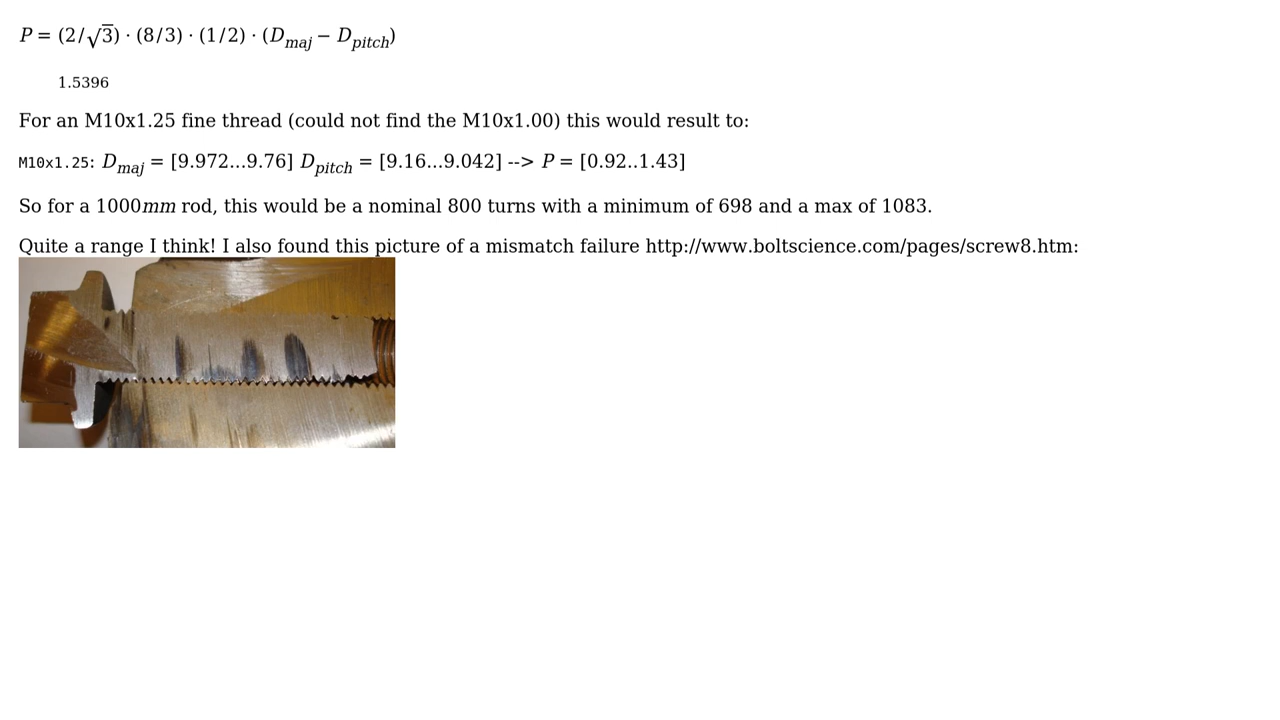 P = (2/√3) · (8/3) · (1/2) · (D_maj − D_pitch)
1.5396
For an M10x1.25 fine thread (could not find the M10x1.00) this would result to:
M10x1.25: D_maj = [9.972...9.76] D_pitch = [9.16...9.042] --> P = [0.92..1.43]
So for a 1000mm rod, this would be a nominal 800 turns with a minimum of 698 and a max of 1083.
Quite a range I think! I also found this picture of a mismatch failure http://www.boltscience.com/pages/screw8.htm: